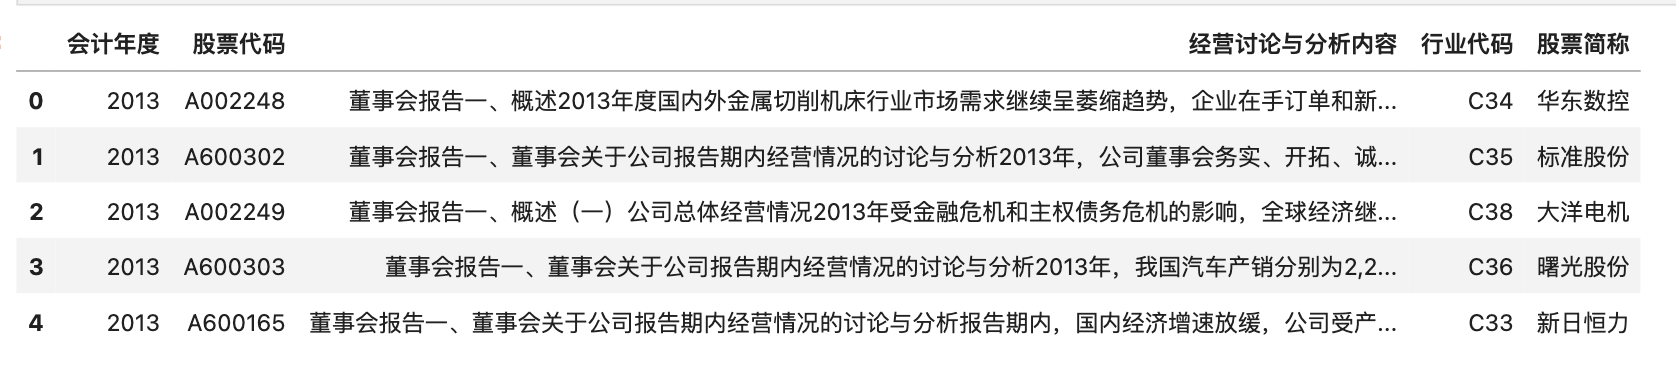 会计年度 股票代码 经营讨论与分析内容 行业代码 股票简称
0 2013 A002248 董事会报告一、概述2013年度国内外金属切削机床行业市场需求继续呈萎缩趋势，企业在手订单和新... C34 华东数控
1 2013 A600302 董事会报告一、董事会关于公司报告期内经营情况的讨论与分析2013年，公司董事会务实、开拓、诚... C35 标准股份
2 2013 A002249 董事会报告一、概述（一）公司总体经营情况2013年受金融危机和主权债务危机的影响，全球经济继... C38 大洋电机
3 2013 A600303 董事会报告一、董事会关于公司报告期内经营情况的讨论与分析2013年，我国汽车产销分别为2,2... C36 曙光股份
4 2013 A600165 董事会报告一、董事会关于公司报告期内经营情况的讨论与分析报告期内，国内经济增速放缓，公司受产... C33 新日恒力